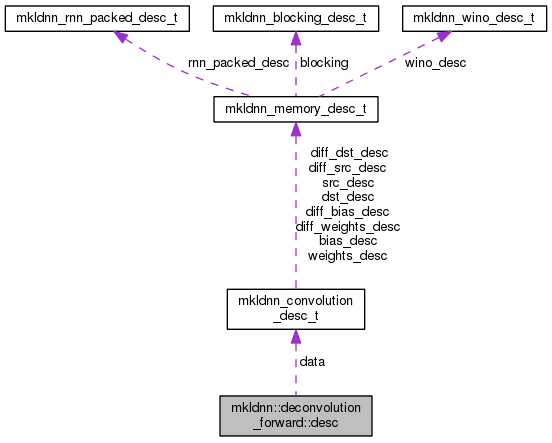 mkldnn_rnn_packed_desc_t
mkldnn_blocking_desc_t
mkldnn_wino_desc_t
rnn_packed_desc
blocking
wino_desc
mkldnn_memory_desc_t
diff_dst_desc
diff_src_desc
src_desc
dst_desc
diff_bias_desc
diff_weights_desc
bias_desc
weights_desc
mkldnn_convolution
_desc_t
data
mkldnn::deconvolution
_forward::desc